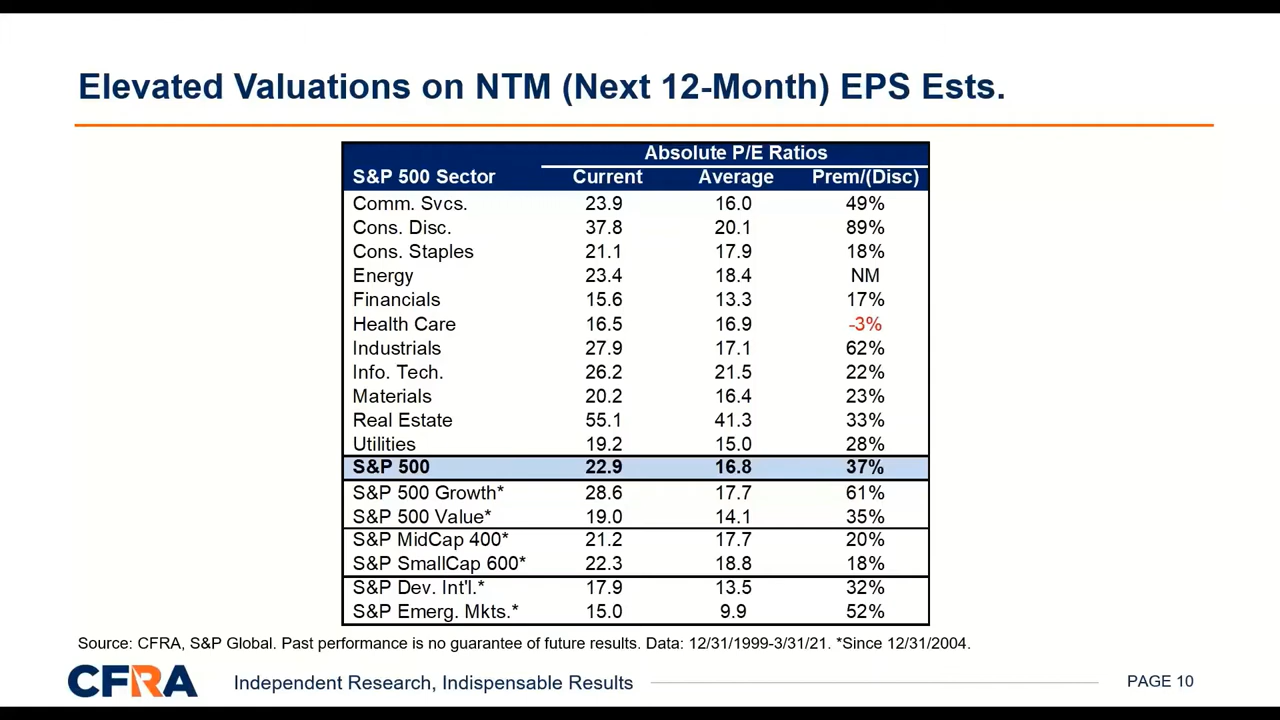 Elevated Valuations on NTM (Next 12-Month) EPS Ests.
Absolute P/E Ratios
S&P 500 Sector Current Average Prem/(Disc)
Comm. Svcs. 23.9 16.0 49%
Cons. Disc. 37.8 20.1 89%
Cons. Staples 21.1 17.9 18%
Energy 23.4 18.4 NM
Financials 15.6 13.3 17%
Health Care 16.5 16.9 -3%
Industrials 27.9 17.1 62%
Info. Tech. 26.2 21.5 22%
Materials 20.2 16.4 23%
Real Estate 55.1 41.3 33%
Utilities 19.2 15.0 28%
S&P 500 22.9 16.8 37%
S&P 500 Growth* 28.6 17.7 61%
S&P 500 Value* 19.0 14.1 35%
S&P MidCap 400* 21.2 17.7 20%
S&P SmallCap 600* 22.3 18.8 18%
S&P Dev. Int'l.* 17.9 13.5 32%
S&P Emerg. Mkts.* 15.0 9.9 52%
Source: CFRA, S&P Global. Past performance is no guarantee of future results. Data: 12/31/1999-3/31/21. *Since 12/31/2004.
CFRA Independent Research, Indispensable Results PAGE 10